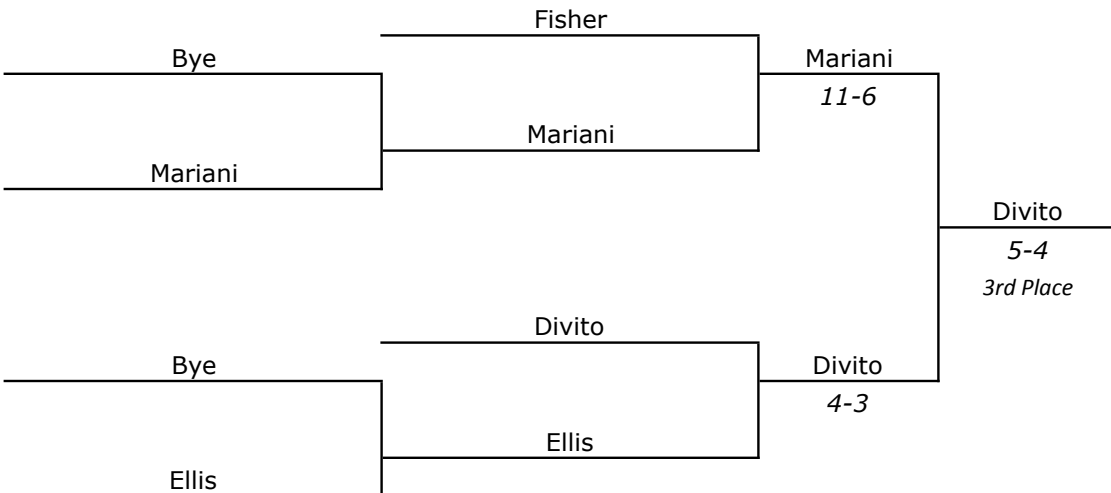 Fisher
Bye
Mariani
11-6
Mariani
Mariani
Divito
5-4
3rd Place
Divito
Bye
Divito
4-3
Ellis
Ellis